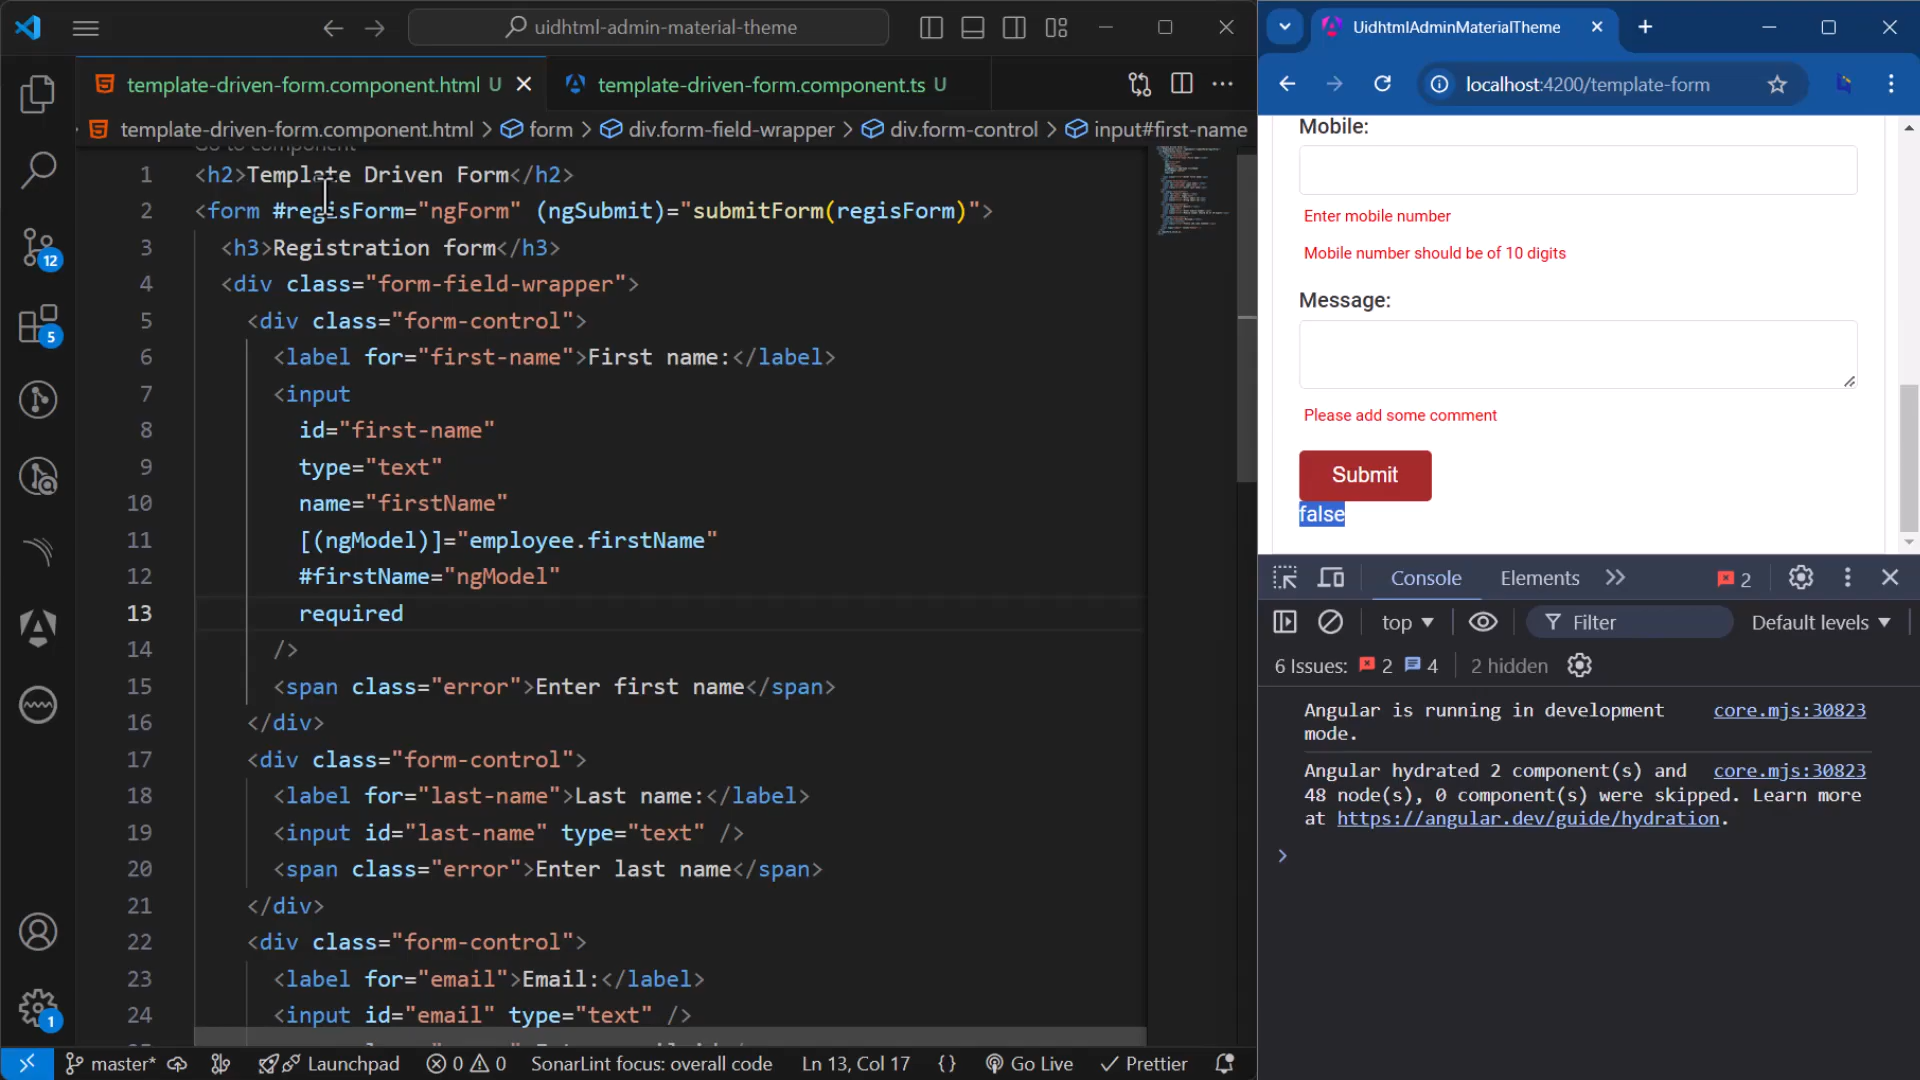 uidhtml-admin-material-theme
template-driven-form.component.html U
template-driven-form.component.ts U
template-driven-form.component.html > form > div.form-field-wrapper > div.form-control > input#first-name
Go to component
1 <h2>Template Driven Form</h2>
2 <form #regisForm="ngForm" (ngSubmit)="submitForm(regisForm)">
3 <h3>Registration form</h3>
4 <div class="form-field-wrapper">
5 <div class="form-control">
6 <label for="first-name">First name:</label>
7 <input
8 id="first-name"
9 type="text"
10 name="firstName"
11 [(ngModel)]="employee.firstName"
12 #firstName="ngModel"
13 required
14 />
15 <span class="error">Enter first name</span>
16 </div>
17 <div class="form-control">
18 <label for="last-name">Last name:</label>
19 <input id="last-name" type="text" />
20 <span class="error">Enter last name</span>
21 </div>
22 <div class="form-control">
23 <label for="email">Email:</label>
24 <input id="email" type="text" />
12
5
1
master* Launchpad 0 0 SonarLint focus: overall code Ln 13, Col 17 {} Go Live Prettier
UidhtmlAdminMaterialTheme
localhost:4200/template-form
Mobile:
Enter mobile number
Mobile number should be of 10 digits
Message:
Please add some comment
Submit
false
Console Elements 2
top Filter Default levels
6 Issues: 2 4 2 hidden
Angular is running in development core.mjs:30823
mode.
Angular hydrated 2 component(s) and core.mjs:30823
48 node(s), 0 component(s) were skipped. Learn more
at https://angular.dev/guide/hydration.